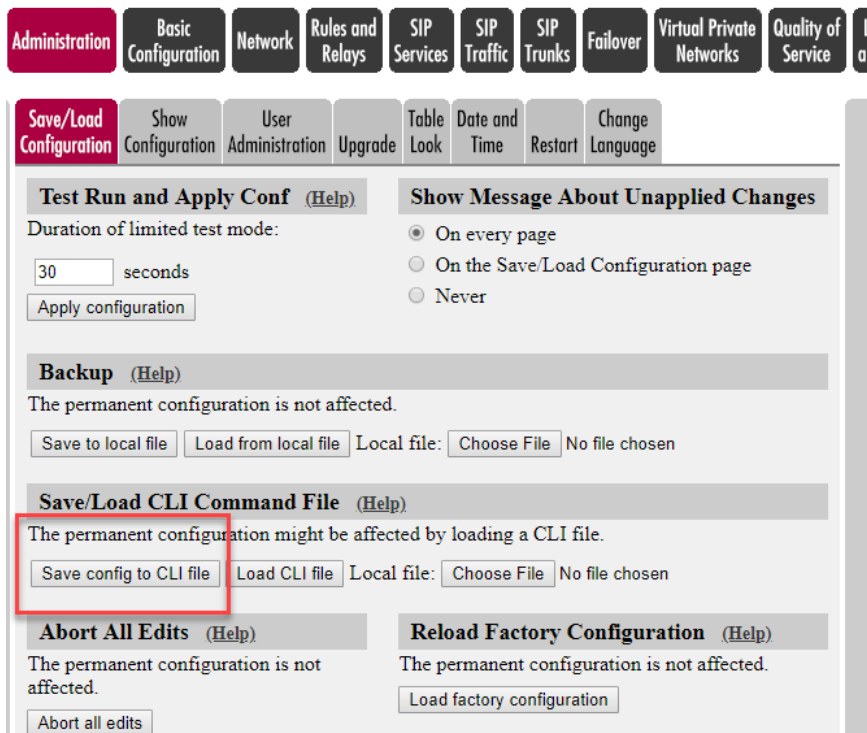 Administration
Basic
Configuration
Network
Rules and
Relays
SIP
Services
SIP
Traffic
SIP
Trunks
Failover
Virtual Private
Networks
Quality of
Service
Save/Load
Configuration
Show
Configuration
User
Administration
Upgrade
Table
Look
Date and
Time
Restart
Change
Language
Test Run and Apply Conf (Help)
Duration of limited test mode:
30 seconds
Apply configuration
Show Message About Unapplied Changes
On every page
On the Save/Load Configuration page
Never
Backup (Help)
The permanent configuration is not affected.
Save to local file Load from local file Local file: Choose File No file chosen
Save/Load CLI Command File (Help)
The permanent configuration might be affected by loading a CLI file.
Save config to CLI file Load CLI file Local file: Choose File No file chosen
Abort All Edits (Help)
The permanent configuration is not
affected.
Abort all edits
Reload Factory Configuration (Help)
The permanent configuration is not affected.
Load factory configuration